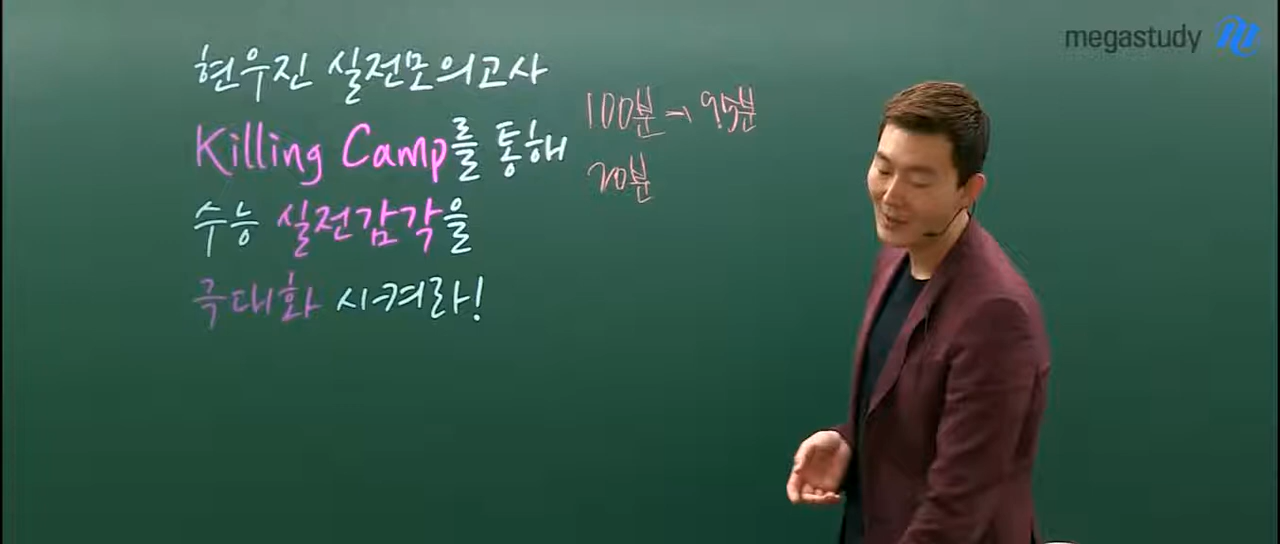 megastudy
현우진 실전모의고사
Killing Camp를 통해
수능 실전감각을
극대화 시켜라!
100분 → 95분
20분